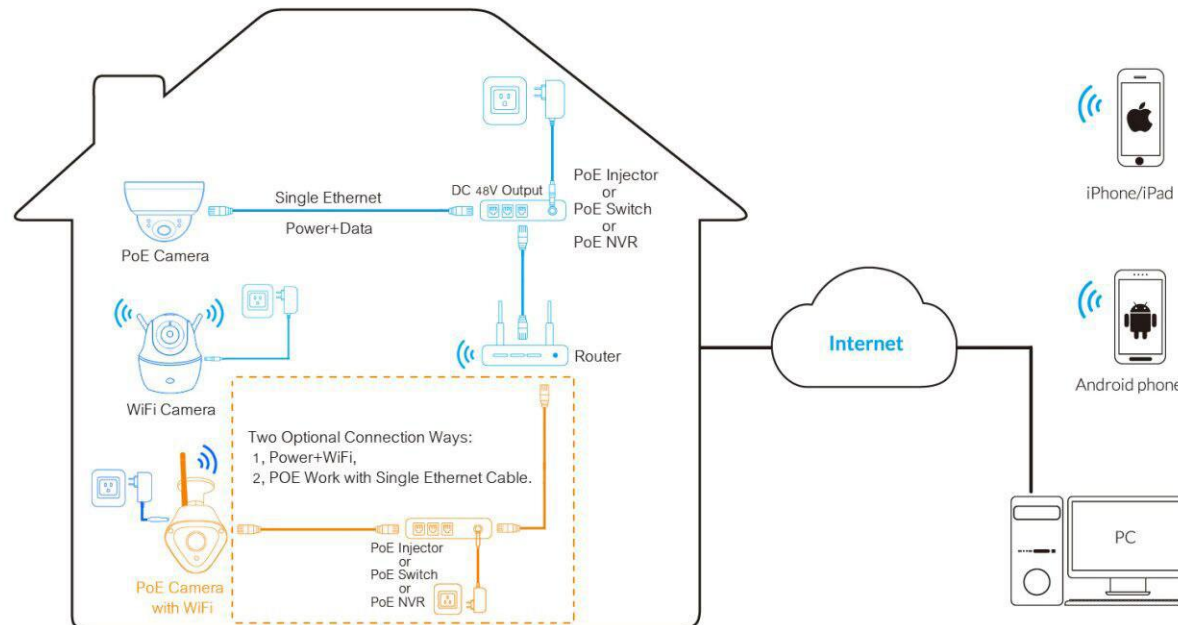 DC 48V Output
PoE Injector
or
PoE Switch
or
PoE NVR
Single Ethernet
Power+Data
PoE Camera
Router
WiFi Camera
Two Optional Connection Ways:
1, Power+WiFi,
2, POE Work with Single Ethernet Cable.
PoE Injector
or
PoE Switch
or
PoE NVR
PoE Camera
with WiFi
Internet
iPhone/iPad
Android phone
PC